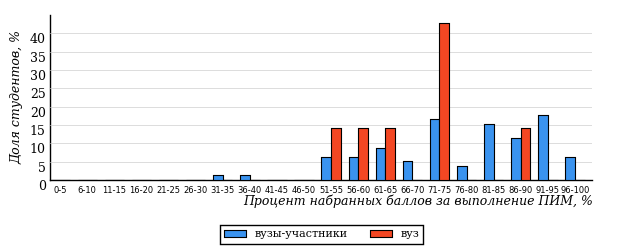 Доля студентов, %
40
35
30
25
20
15
10
5
0
0-5 6-10 11-15 16-20 21-25 26-30 31-35 36-40 41-45 46-50 51-55 56-60 61-65 66-70 71-75 76-80 81-85 86-90 91-95 96-100
Процент набранных баллов за выполнение ПИМ, %
вузы-участники вуз